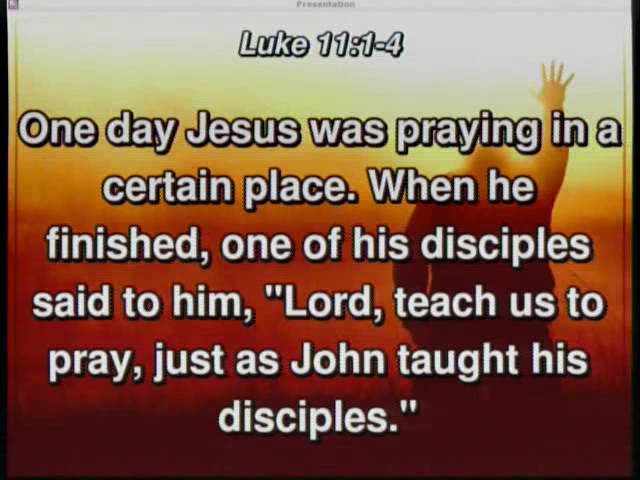 Presentation
Luke 11:1-4
One day Jesus was praying in a
certain place. When he
finished, one of his disciples
said to him, "Lord, teach us to
pray, just as John taught his
disciples."